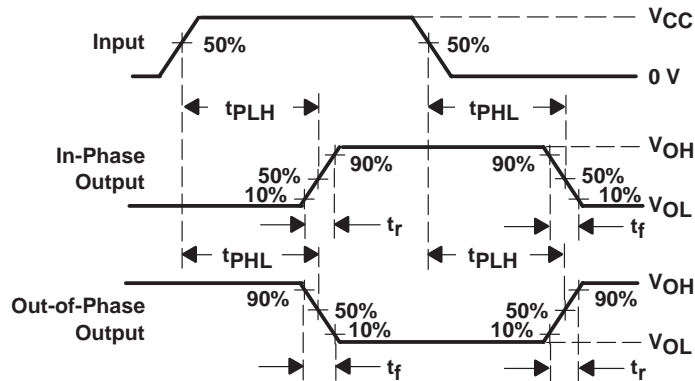 VCC
Input
50%
50%
0 V
tPLH
tPHL
In-Phase
Output
VOH
90%
90%
50%
50%
10%
10%
VOL
tr
tf
tPHL
tPLH
Out-of-Phase
Output
VOH
90%
90%
50%
50%
10%
10%
VOL
tf
tr